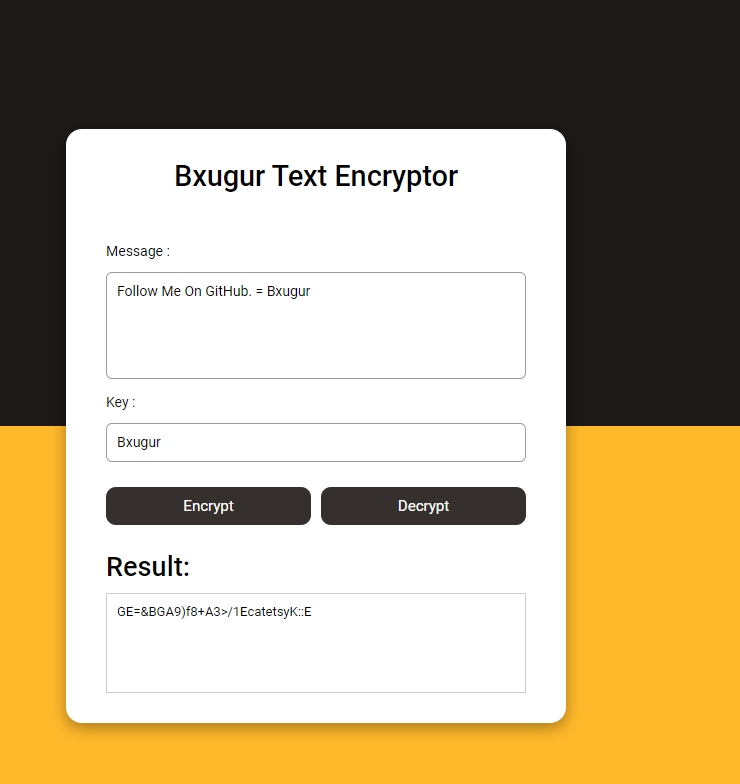 Bxugur Text Encryptor
Message :
Follow Me On GitHub. = Bxugur
Key :
Bxugur
Encrypt Decrypt
Result:
GE=&BGA9)f8+A3>/1EcatetsyK::E